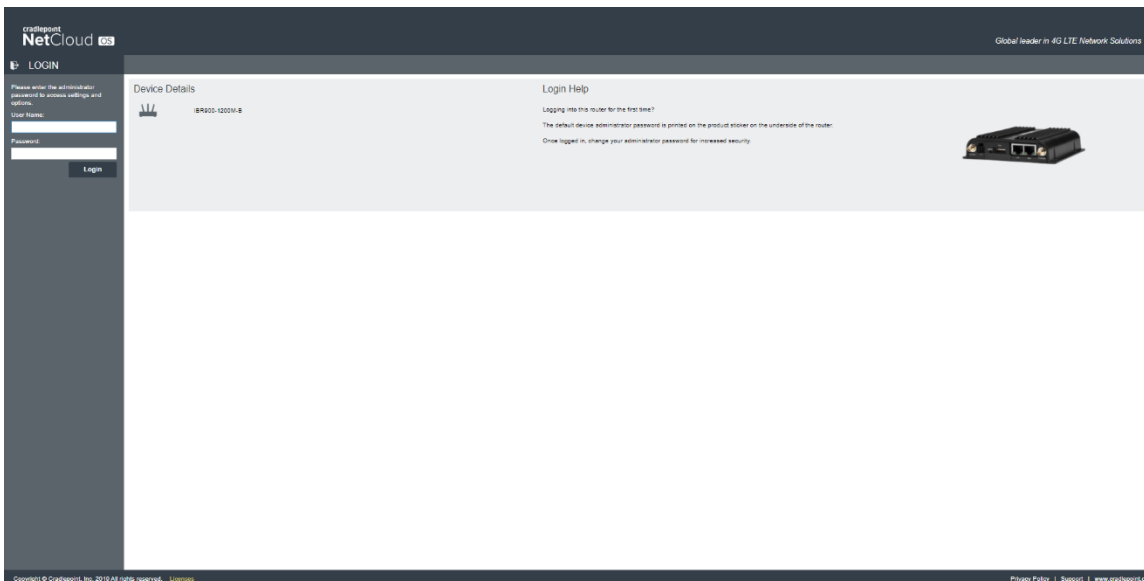 cradlepoint
NetCloud OS
Global leader in 4G LTE Network Solutions
LOGIN
Please enter the administrator
password to access settings and
options.
User Name:
Password:
Login
Device Details
IBR900-1200M-B
Login Help
Logging into this router for the first time?
The default device administrator password is printed on the product sticker on the underside of the router.
Once logged in, change your administrator password for increased security
Copyright © Cradlepoint, Inc. 2019 All rights reserved. Licenses
Privacy Policy | Support | www.cradlepoint.c